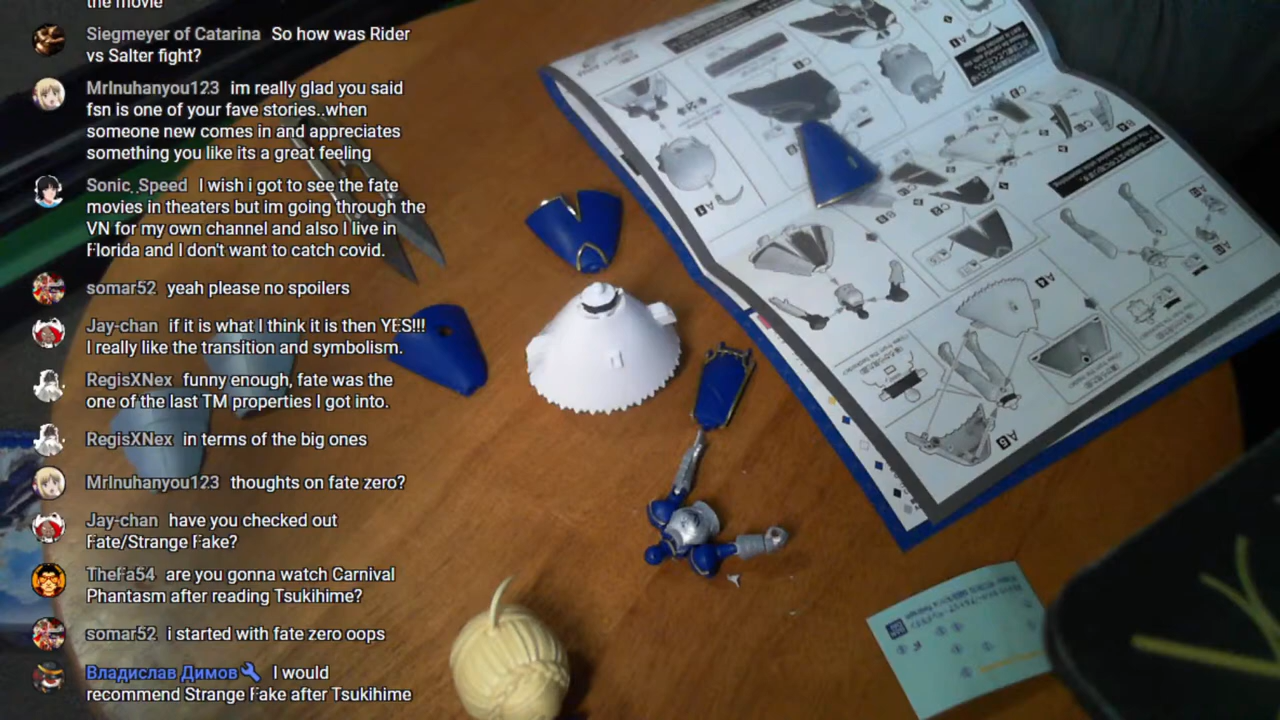 the movie
Siegmeyer of Catarina So how was Rider
vs Salter fight?
MrInuhanyou123 im really glad you said
fsn is one of your fave stories..when
someone new comes in and appreciates
something you like its a great feeling
Sonic_Speed I wish i got to see the fate
movies in theaters but im going through the
VN for my own channel and also I live in
Florida and I don't want to catch covid.
somar52 yeah please no spoilers
Jay-chan if it is what I think it is then YES!!!
I really like the transition and symbolism.
RegisXNex funny enough, fate was the
one of the last TM properties I got into.
RegisXNex in terms of the big ones
MrInuhanyou123 thoughts on fate zero?
Jay-chan have you checked out
Fate/Strange Fake?
TheFa54 are you gonna watch Carnival
Phantasm after reading Tsukihime?
somar52 i started with fate zero oops
Владислав Димов I would
recommend Strange Fake after Tsukihime